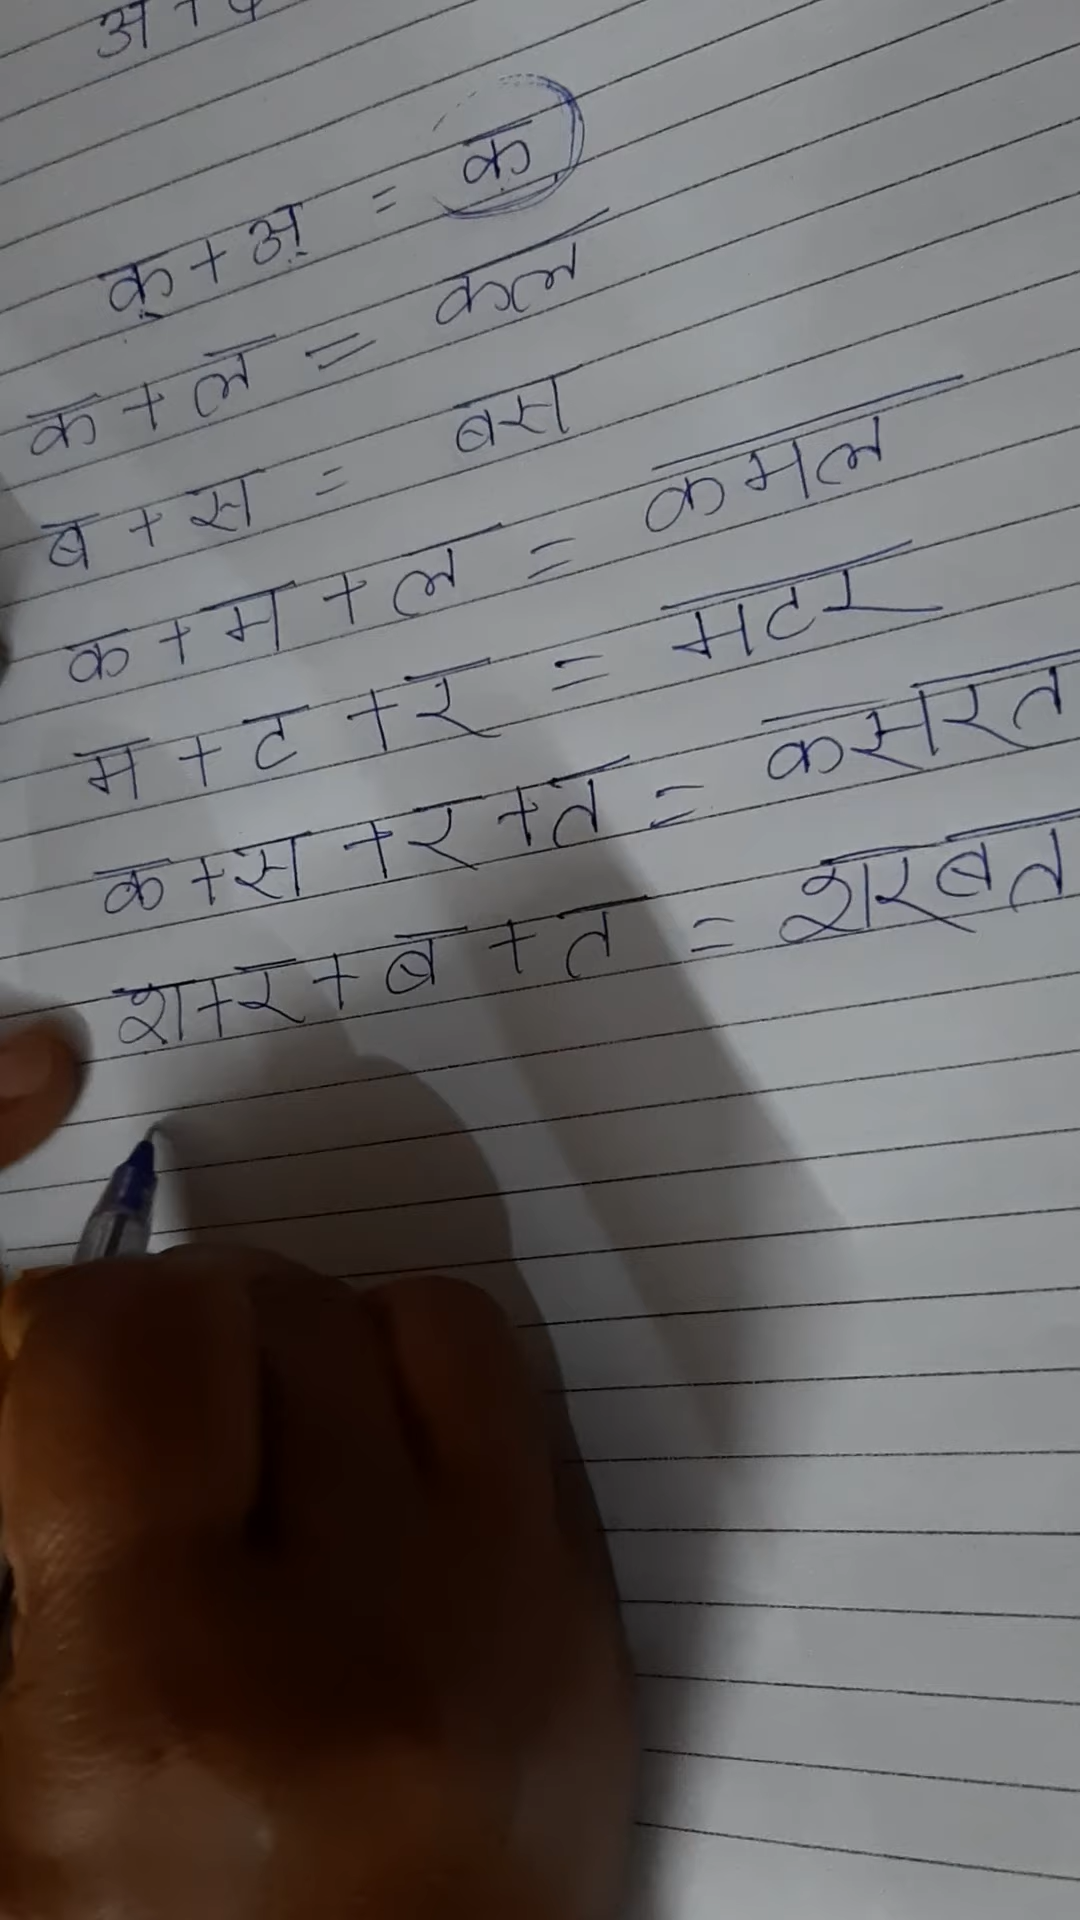 क् + अ = क
क + ल = कल
ब + स = बस
क + म + ल = कमल
म + ट + र = मटर
क + स + र + त = कसरत
श + र + ब + त = शरबत